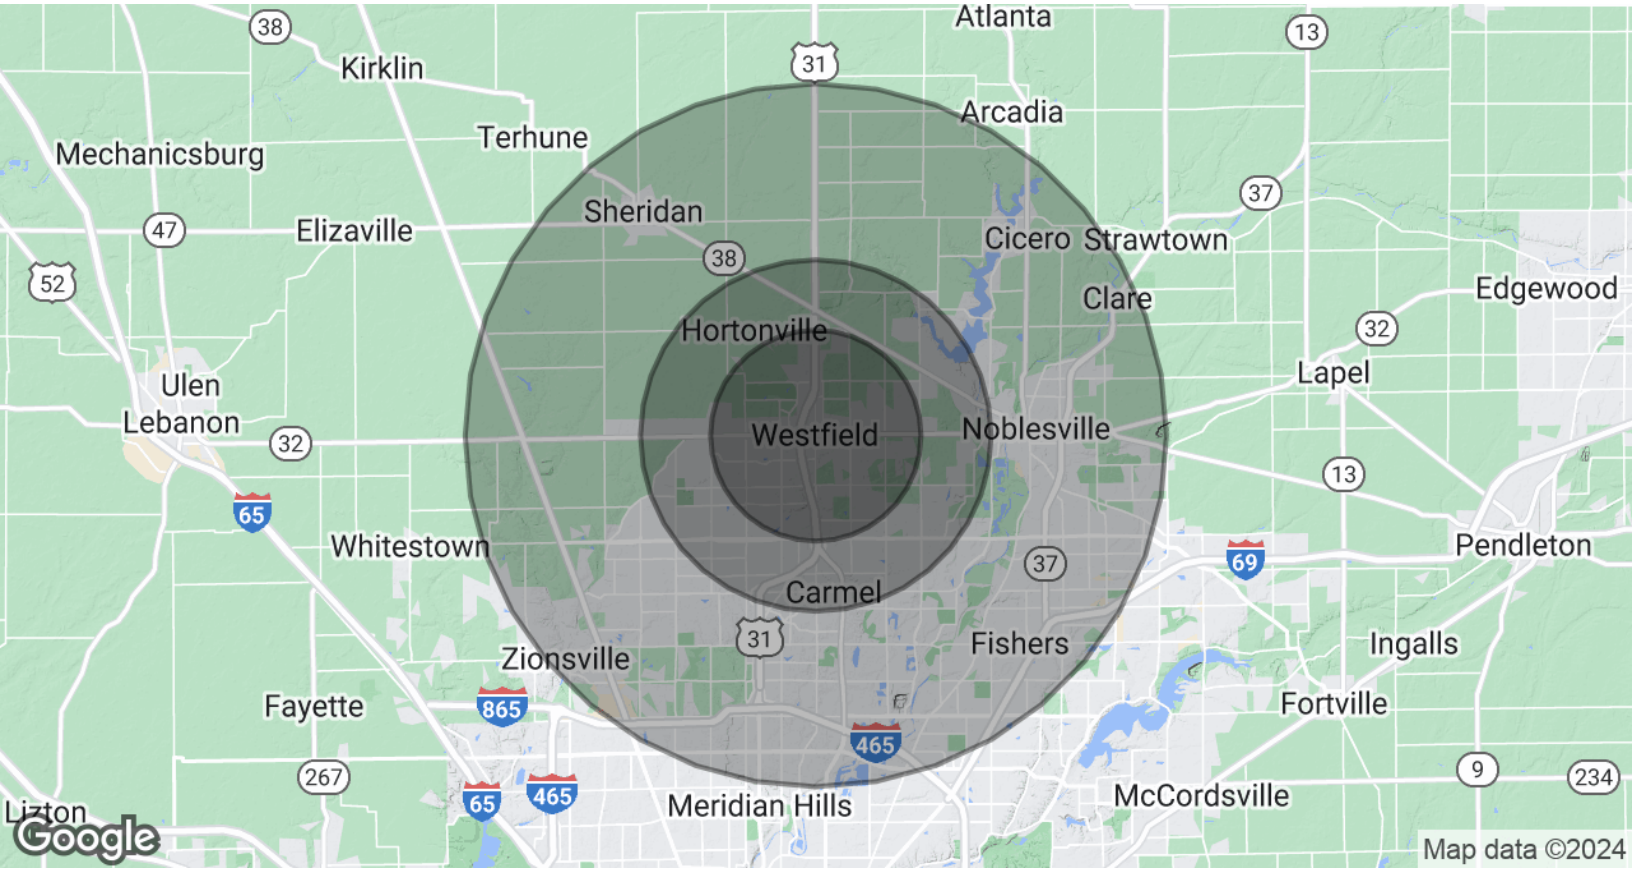 Atlanta
38
13
31
Kirklin
Arcadia
Terhune
Mechanicsburg
37
Sheridan
47
Elizaville
Cicero
Strawtown
38
52
Clare
Edgewood
Hortonville
32
Lapel
Ulen
Lebanon
Westfield
Noblesville
32
13
65
Whitestown
Pendleton
69
37
Carmel
31
Fishers
Ingalls
Zionsville
Fayette
865
Fortville
465
267
9
234
65
465
Meridian Hills
McCordsville
Lizton
Google
Map data ©2024